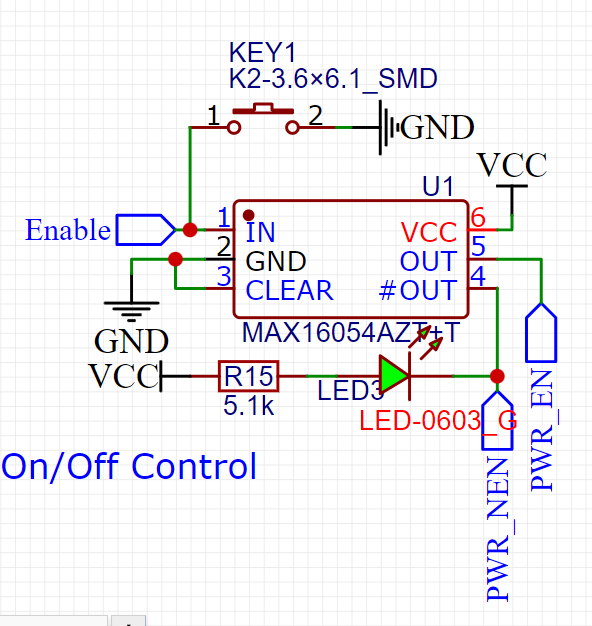 KEY1
K2-3.6×6.1_SMD
1
2
GND
VCC
U1
Enable
1
IN
VCC
6
2
GND
OUT
5
3
CLEAR
#OUT
4
GND
MAX16054AZT+T
VCC
R15
5.1k
LED3
LED-0603_G
PWR_EN
PWR_NEN
On/Off Control